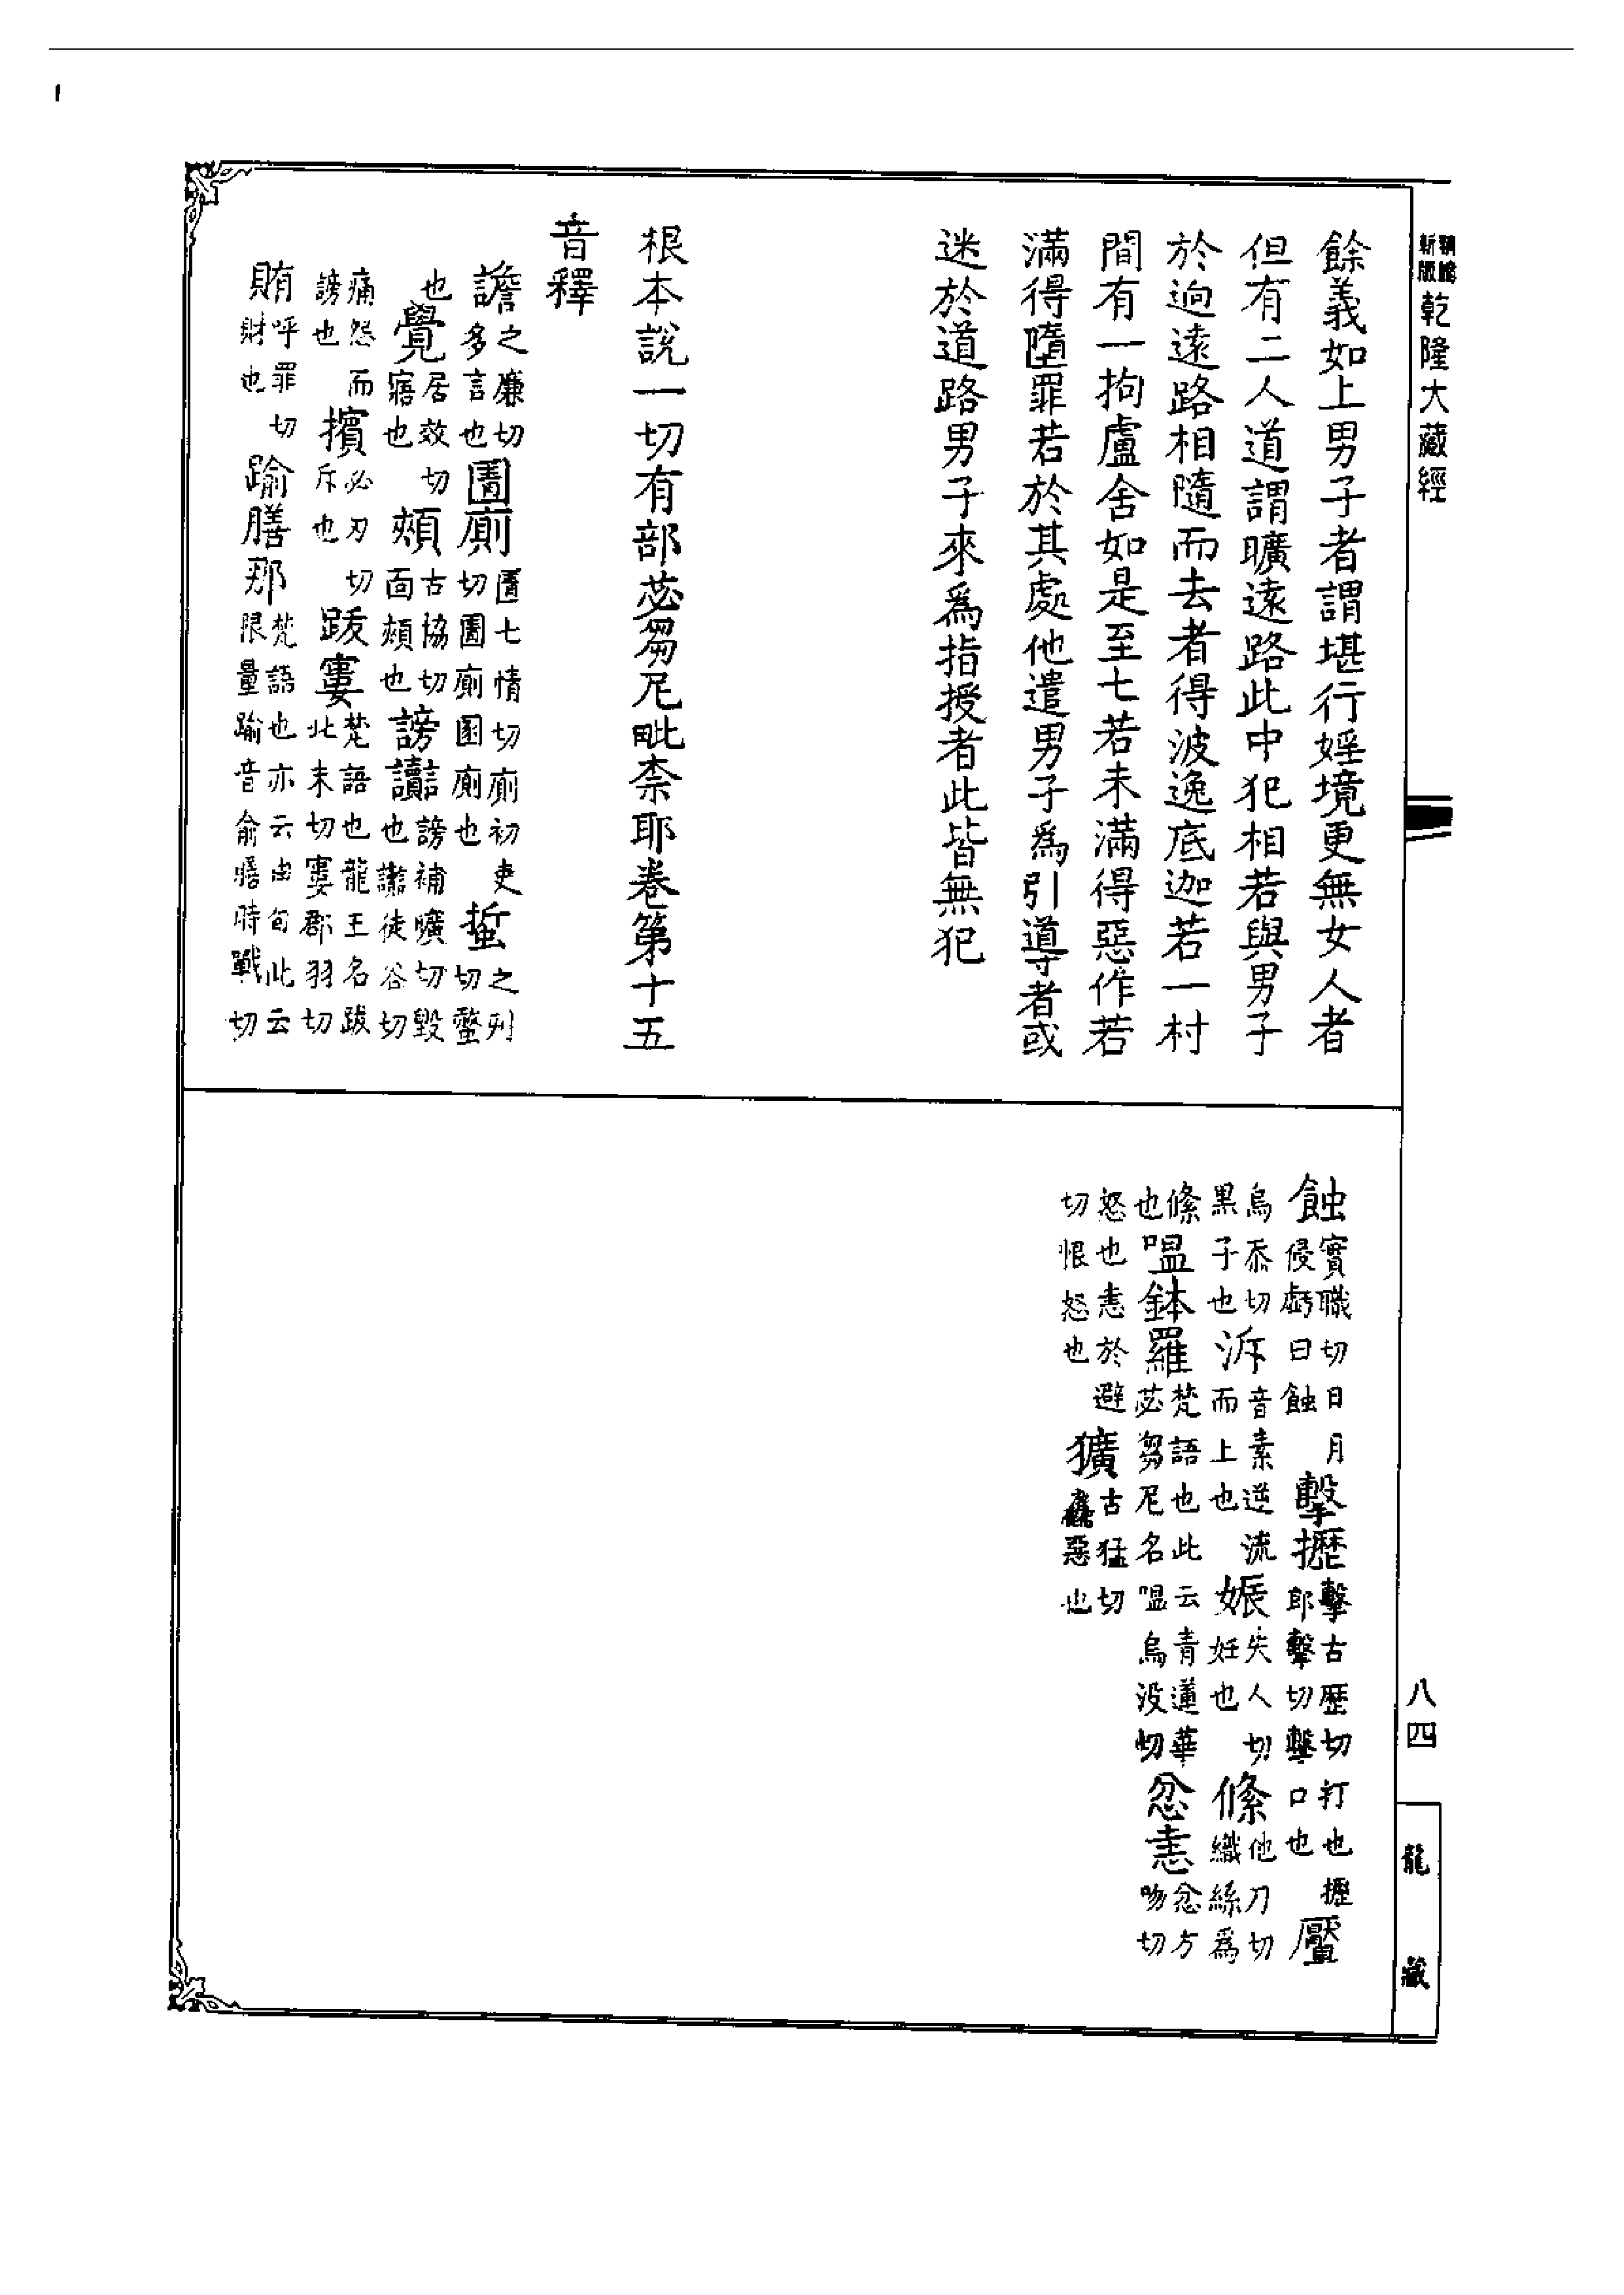 新版
乾隆大藏經
餘義如上男子者謂堪行婬境更無女人者
但有二人道謂曠遠路此中犯相若與男子
於逈遠路相隨而去者得波逸底迦若一村
間有一拘盧舍如是至七若未滿得惡作若
滿得墮罪若於其處他遣男子爲引導者或
迷於道路男子來爲指授者此皆無犯
根本說一切有部苾芻尼毗柰耶卷第十五
音釋
譫之廉切多言也圊廁圊七情切廁初吏切圊廁圂廁也蜇之列切螫
也覺居效切寤也頰古協切面頰也謗讟謗補曠切毀也讟徒谷切
痛怨而謗也擯必刃切斥也跋窶梵語也龍王名跋北末切窶郡羽切
賄呼罪切財也踰膳那梵語也亦云由旬此云限量踰音俞膳時戰切
蝕實職切日月侵虧曰蝕擊攊擊古歷切打也攊郎擊切擊口也黶
烏忝切黑子也泝音素逆流而上也娠失人切妊也絛他刀切織絲爲
絛也嗢鉢羅梵語也此云青蓮華苾芻尼名嗢烏没切忿恚忿方吻切
怒也恚於避切恨怒也獷古猛切麤惡也
八四
龍藏